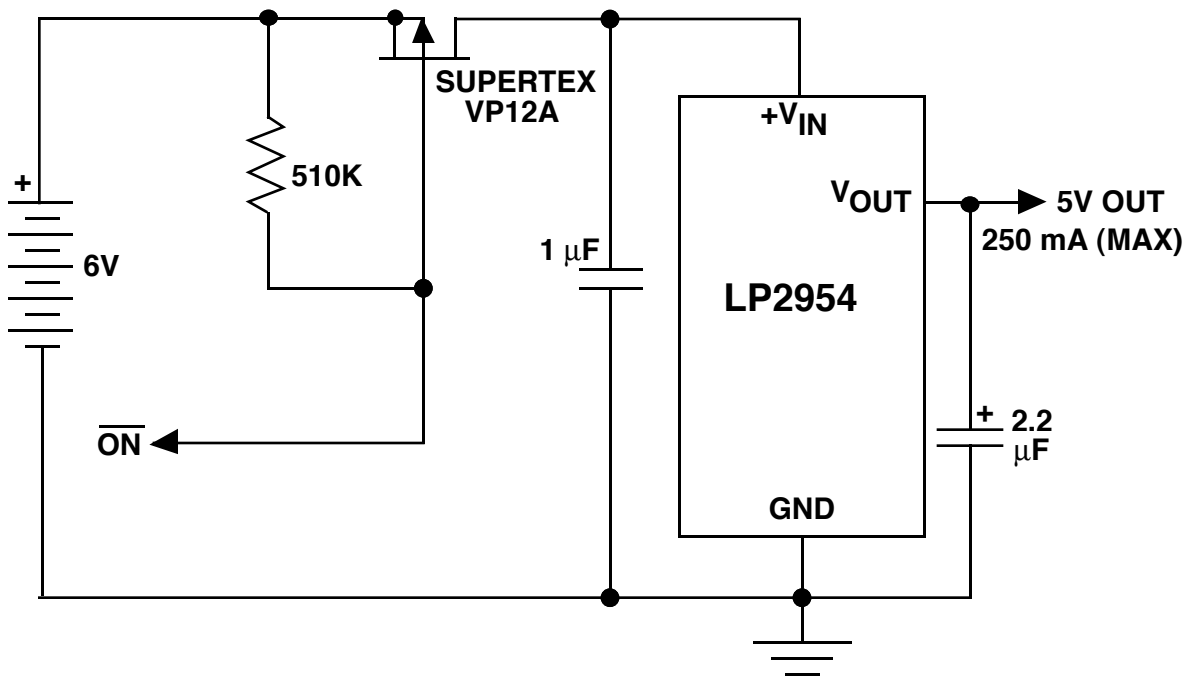 SUPERTEX
VP12A
+VIN
510K
VOUT
5V OUT
250 mA (MAX)
+
6V
1 μF
LP2954
+
2.2
μF
ON
GND